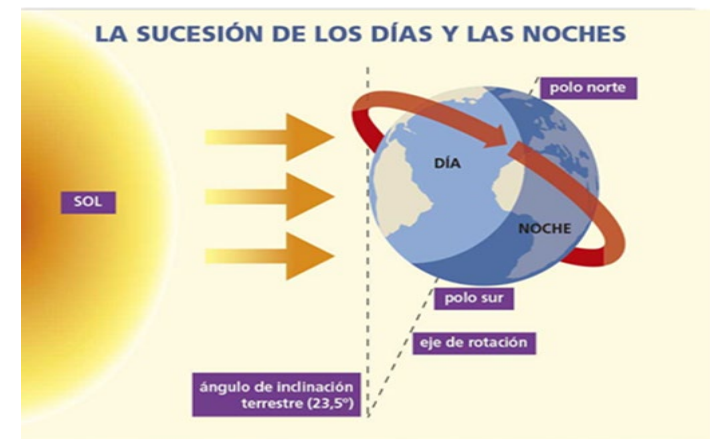 LA SUCESIÓN DE LOS DÍAS Y LAS NOCHES
polo norte
DÍA
SOL
NOCHE
polo sur
eje de rotación
ángulo de inclinación
terrestre (23,5º)